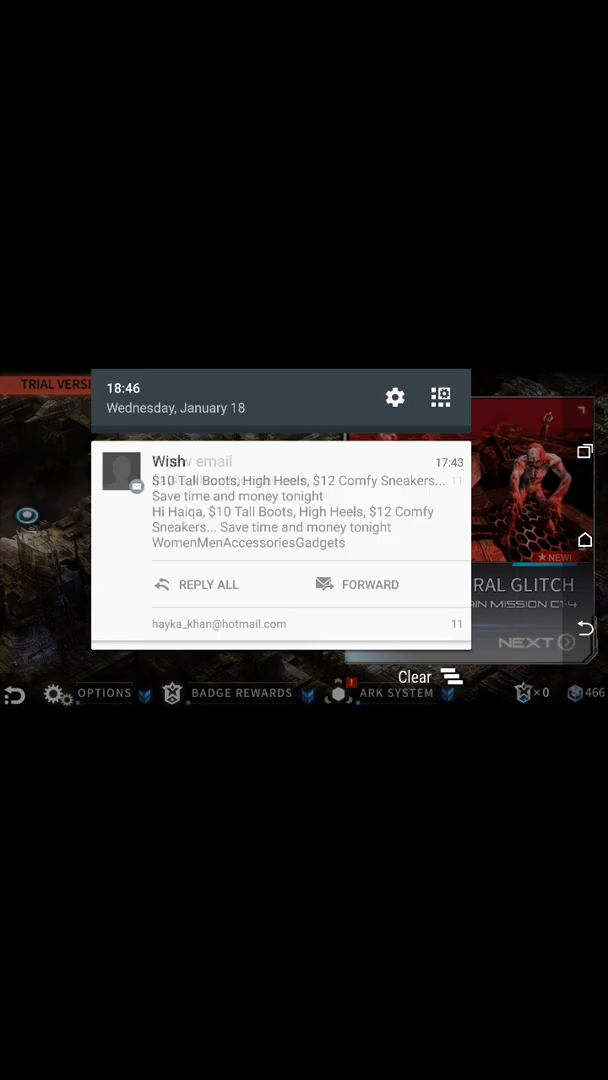 TRIAL VERSI
18:46
Wednesday, January 18
Wish
17:43
$10 Tall Boots, High Heels, $12 Comfy Sneakers...
Save time and money tonight
Hi Haiqa, $10 Tall Boots, High Heels, $12 Comfy
Sneakers... Save time and money tonight
WomenMenAccessoriesGadgets
REPLY ALL
FORWARD
hayka_khan@hotmail.com
11
NEW!
RAL GLITCH
AIN MISSION C1-4
NEXT
Clear
OPTIONS
BADGE REWARDS
ARK SYSTEM
×0
466